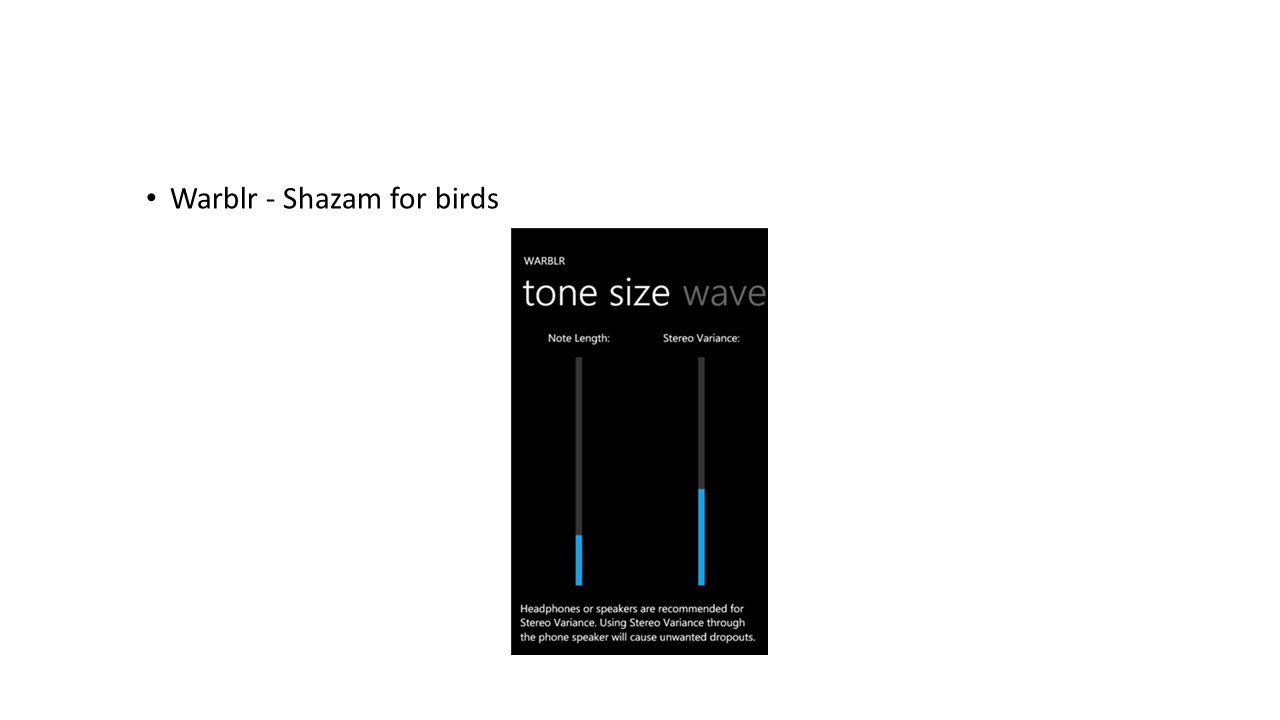 • Warblr - Shazam for birds
WARBLR
tone size wave
Note Length: Stereo Variance:
Headphones or speakers are recommended for
Stereo Variance. Using Stereo Variance through
the phone speaker will cause unwanted dropouts.